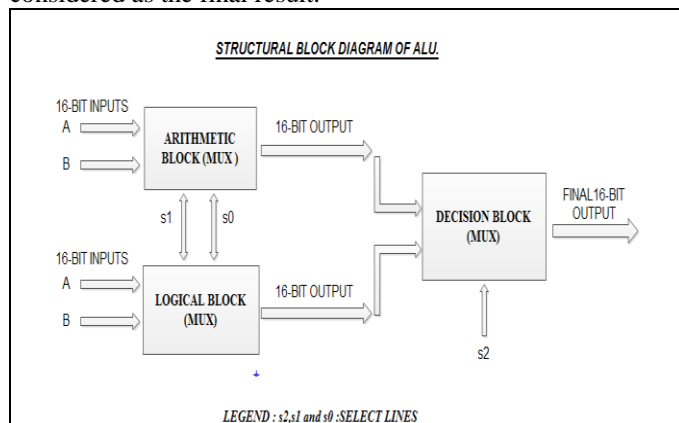 considered as the final result.
STRUCTURAL BLOCK DIAGRAM OF ALU.
16-BIT INPUTS
A
B
ARITHMETIC
BLOCK (MUX )
16-BIT OUTPUT
s1
s0
16-BIT INPUTS
A
B
LOGICAL BLOCK
(MUX)
16-BIT OUTPUT
DECISION BLOCK
(MUX)
FINAL16-BIT
OUTPUT
s2
LEGEND : s2,s1 and s0 :SELECT LINES